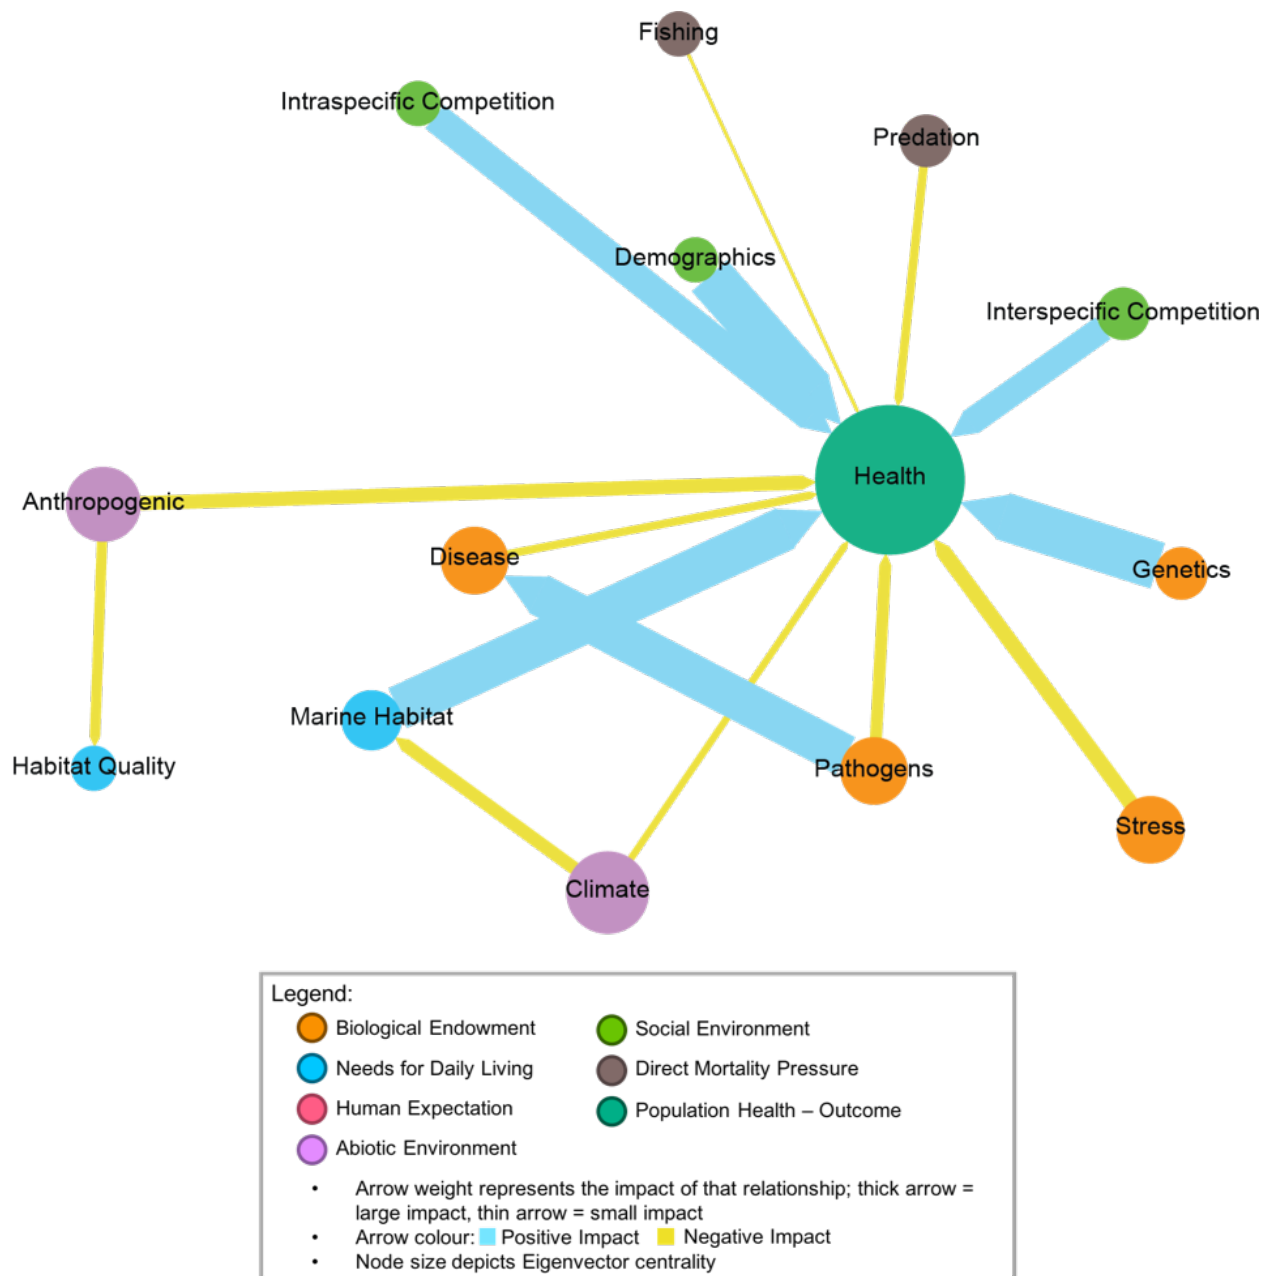 Fishing
Intraspecific Competition
Predation
Demographics
Interspecific Competition
Health
Anthropogenic
Disease
Genetics
Marine Habitat
Habitat Quality
Pathogens
Stress
Climate
Legend:
Biological Endowment
Social Environment
Needs for Daily Living
Direct Mortality Pressure
Human Expectation
Population Health – Outcome
Abiotic Environment
• Arrow weight represents the impact of that relationship; thick arrow =
large impact, thin arrow = small impact
• Arrow colour: Positive Impact Negative Impact
• Node size depicts Eigenvector centrality